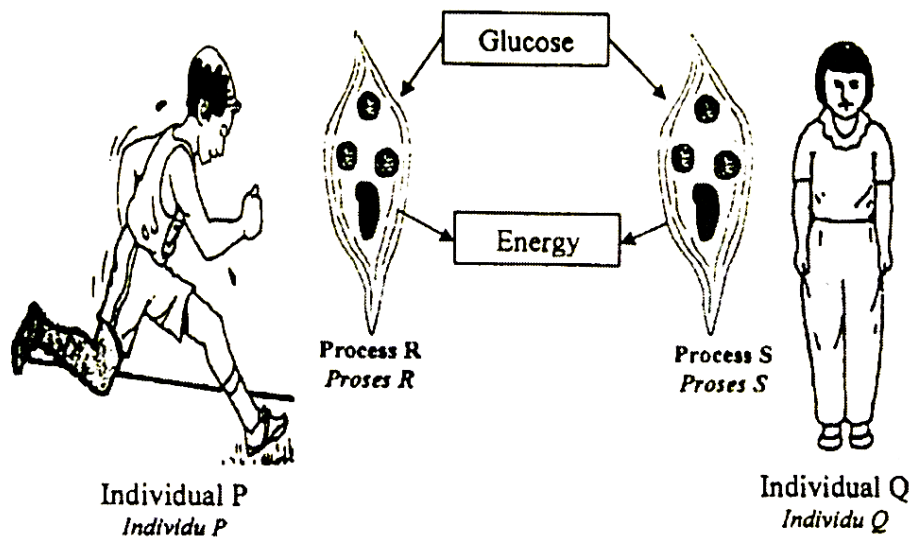 Glucose
Energy
Process R
Proses R
Process S
Proses S
Individual P
Individu P
Individual Q
Individu Q